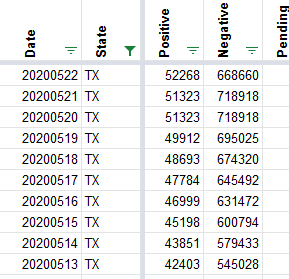 Date State Positive Negative Pending
20200522 TX 52268 668660
20200521 TX 51323 718918
20200520 TX 51323 718918
20200519 TX 49912 695025
20200518 TX 48693 674320
20200517 TX 47784 645492
20200516 TX 46999 631472
20200515 TX 45198 600794
20200514 TX 43851 579433
20200513 TX 42403 545028